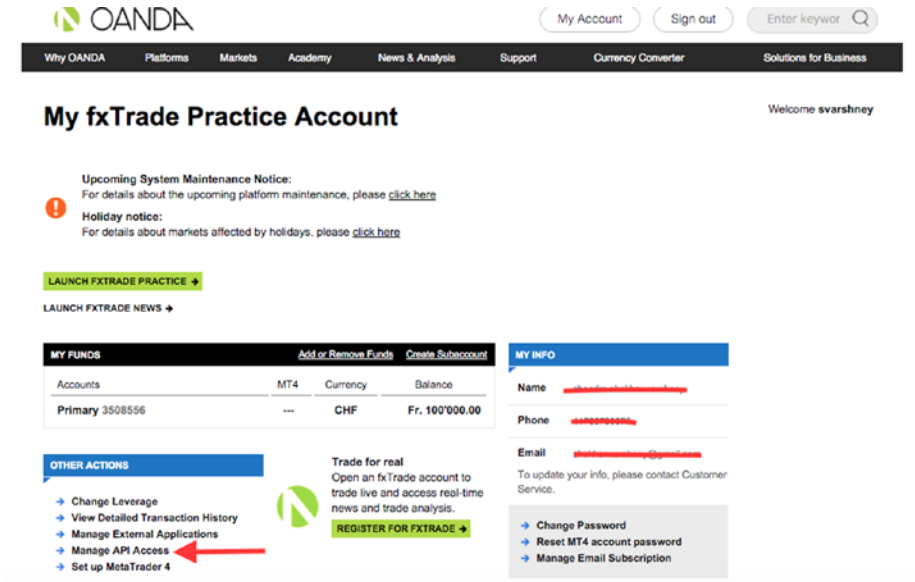 OANDA
My Account Sign out Enter keywor
Why OANDA Platforms Markets Academy News & Analysis Support Currency Converter Solutions for Business
My fxTrade Practice Account
Welcome svarshney
Upcoming System Maintenance Notice:
For details about the upcoming platform maintenance, please click here
Holiday notice:
For details about markets affected by holidays, please click here
LAUNCH FXTRADE PRACTICE →
LAUNCH FXTRADE NEWS →
MY FUNDS Add or Remove Funds Create Subaccount
Accounts MT4 Currency Balance
Primary 3508556 --- CHF Fr. 100'000.00
MY INFO
Name
Phone
Email
To update your info, please contact Customer
Service.
→ Change Password
→ Reset MT4 account password
→ Manage Email Subscription
OTHER ACTIONS
→ Change Leverage
→ View Detailed Transaction History
→ Manage External Applications
→ Manage API Access
→ Set up MetaTrader 4
Trade for real
Open an fxTrade account to
trade live and access real-time
news and trade analysis.
REGISTER FOR FXTRADE →